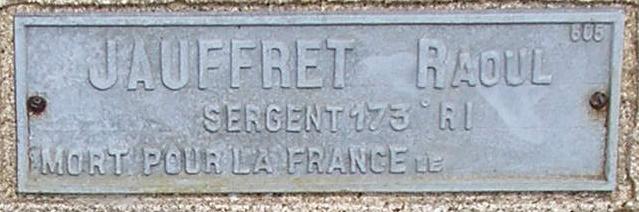 605
JAUFFRET RAOUL
SERGENT 173° RI
MORT POUR LA FRANCE LE